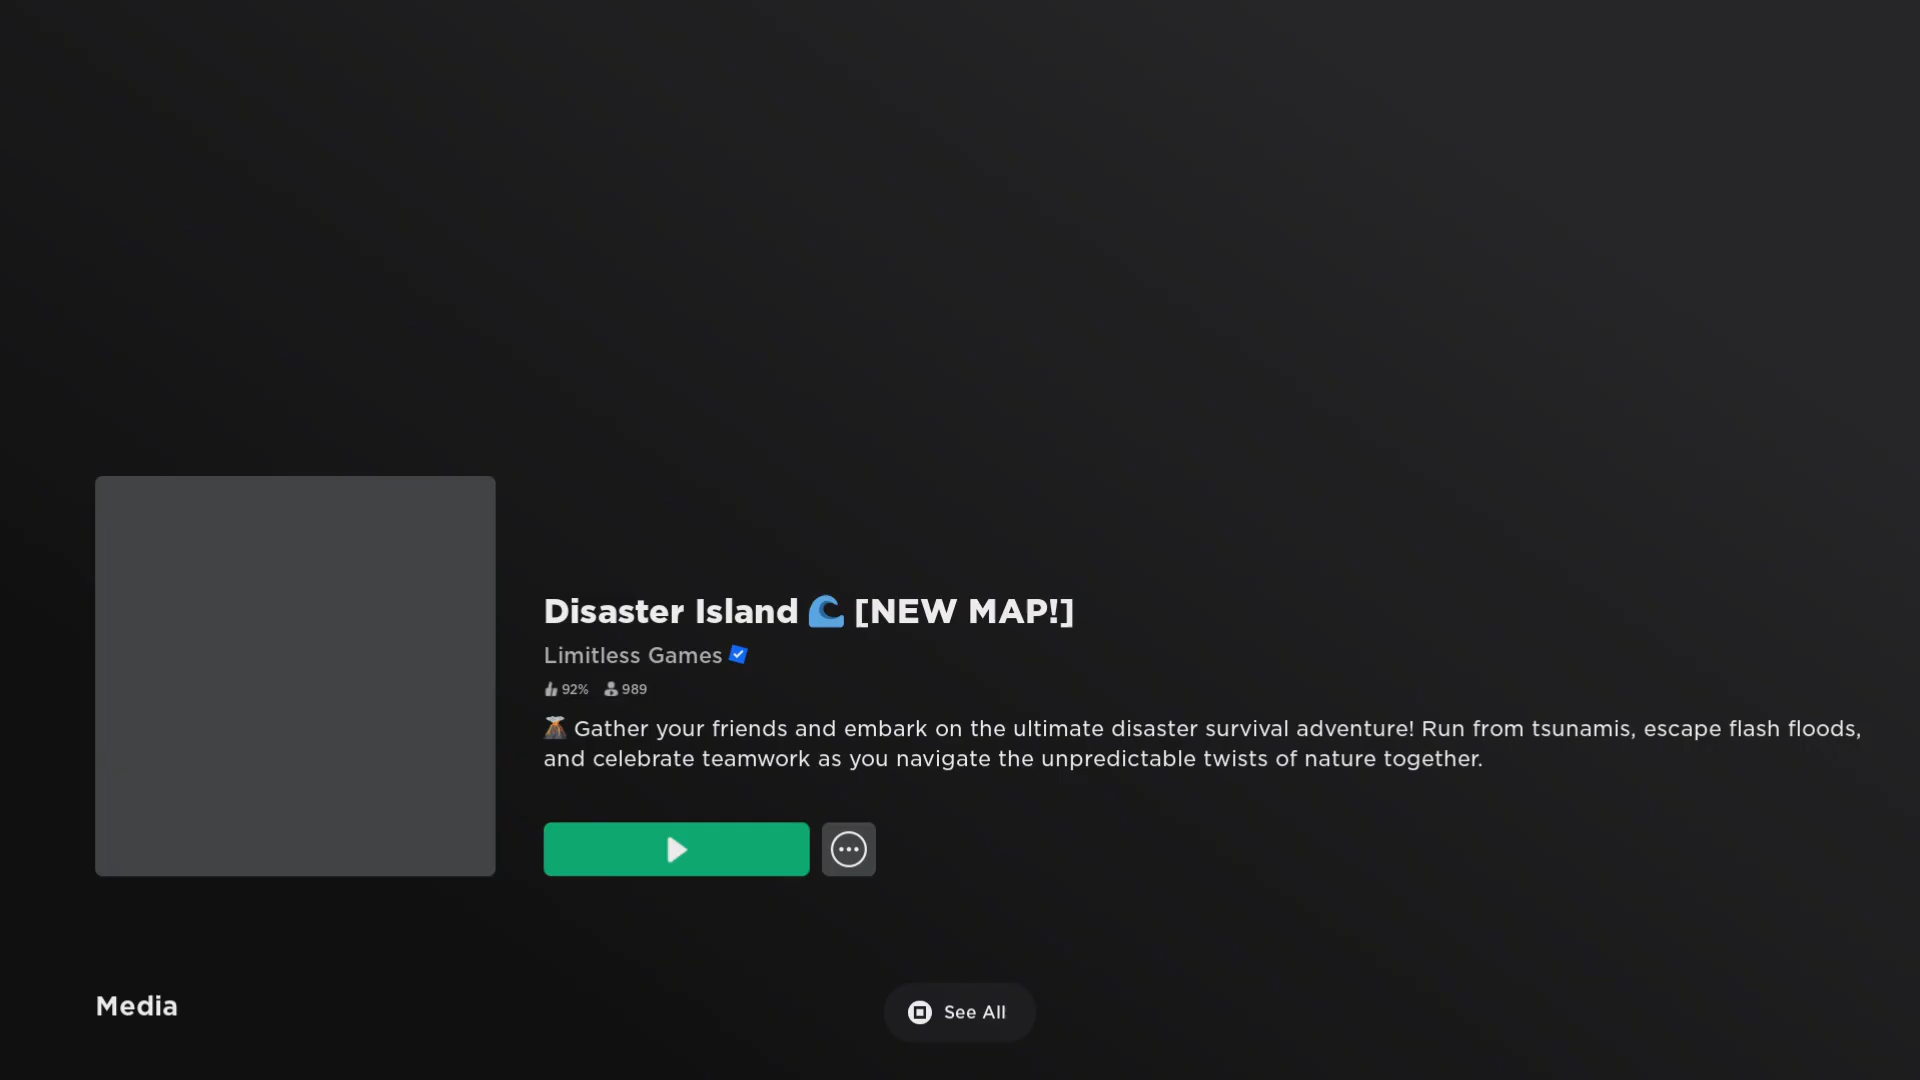 Disaster Island 🌊 [NEW MAP!]
Limitless Games
92% 989
🌋 Gather your friends and embark on the ultimate disaster survival adventure! Run from tsunamis, escape flash floods,
and celebrate teamwork as you navigate the unpredictable twists of nature together.
Media
See All